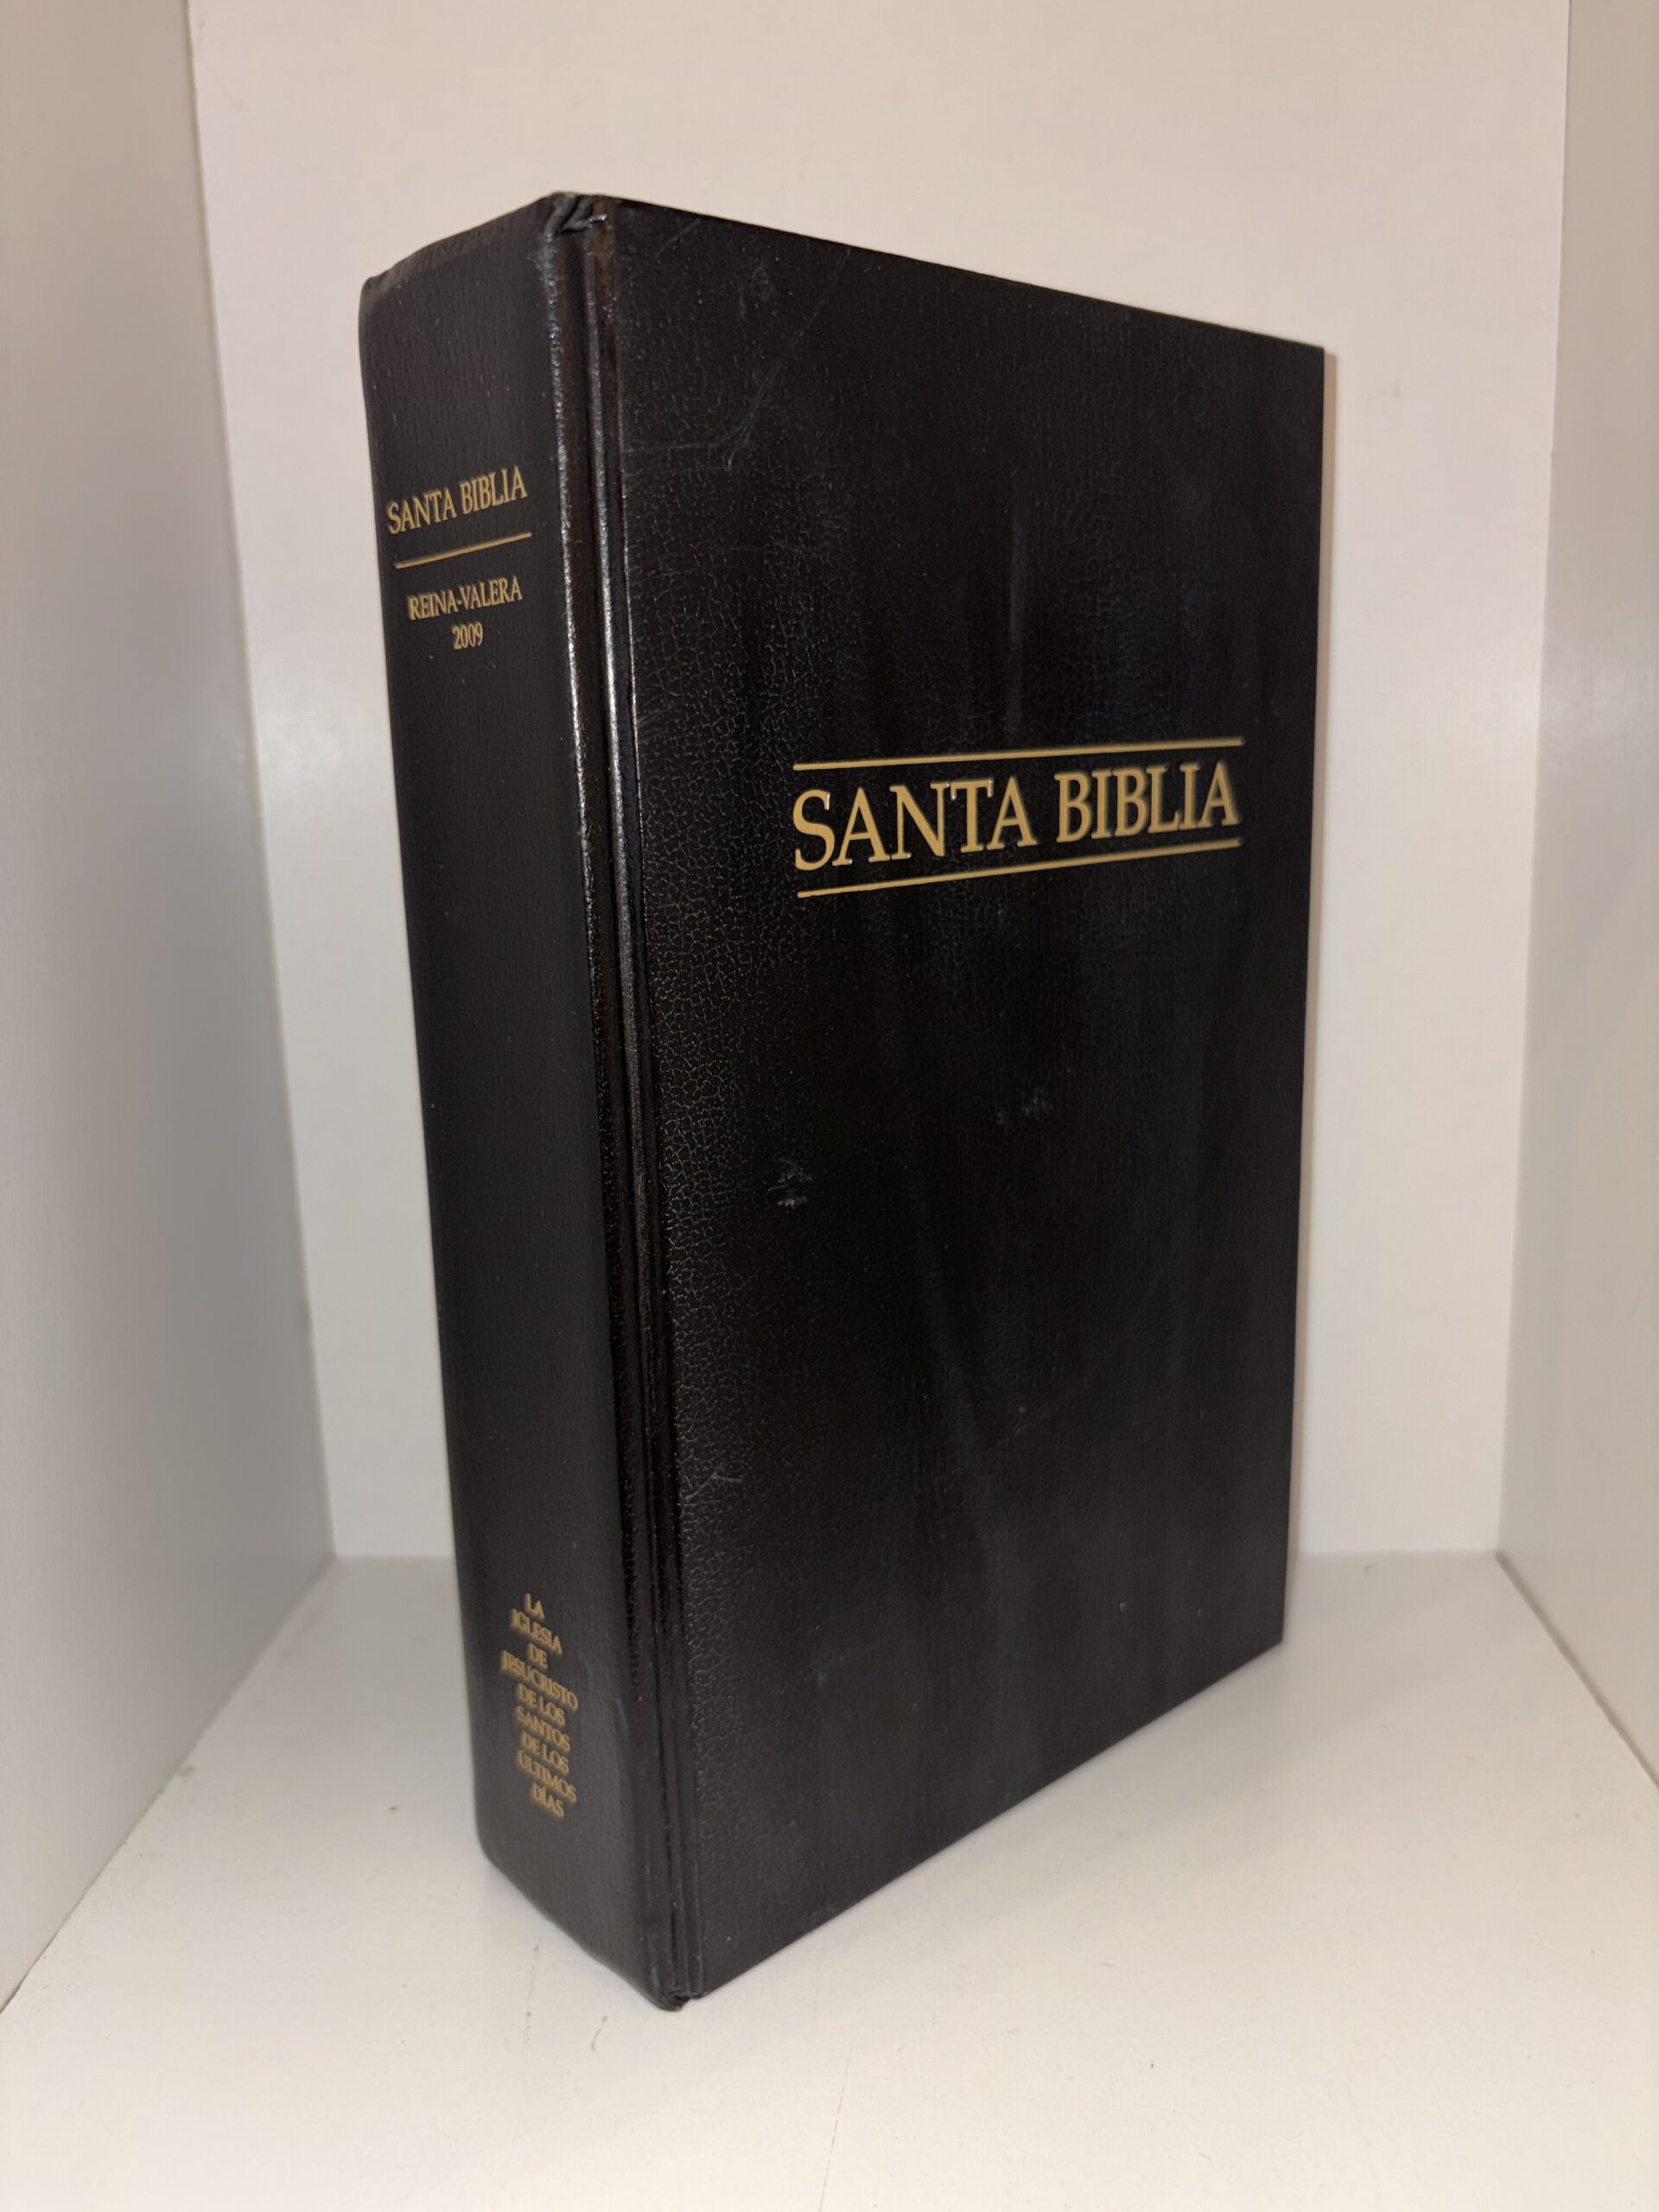 SANTA BIBLIA
REINA-VALERA
2009
LA
IGLESIA
DE
JESUCRISTO
DE LOS
SANTOS
DE LOS
ÚLTIMOS
DÍAS
SANTA BIBLIA